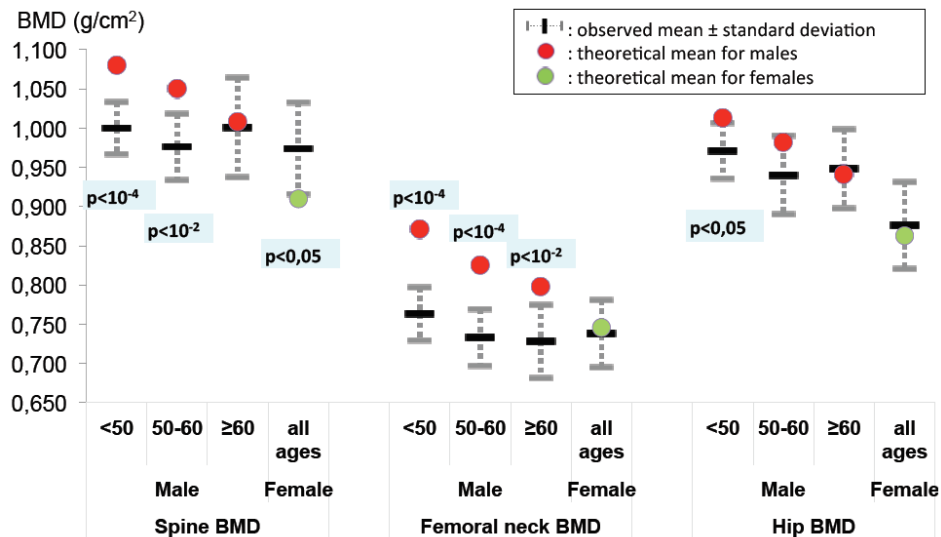 BMD (g/cm²)
: observed mean ± standard deviation
: theoretical mean for males
: theoretical mean for females
1,100
1,050
1,000
0,950
0,900
0,850
0,800
0,750
0,700
0,650
p<10⁻⁴
p<10⁻²
p<0,05
p<10⁻⁴
p<10⁻⁴
p<10⁻²
p<0,05
<50 50-60 ≥60 all ages
Male Female
Spine BMD
<50 50-60 ≥60 all ages
Male Female
Femoral neck BMD
<50 50-60 ≥60 all ages
Male Female
Hip BMD